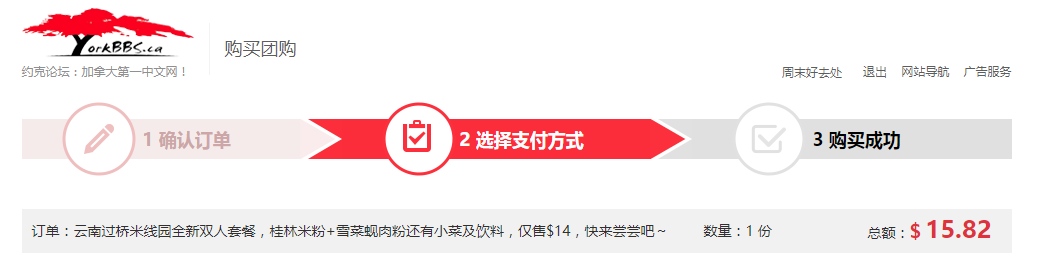 YorkBBS.ca
购买团购
约克论坛：加拿大第一中文网！
周末好去处 退出 网站导航 广告服务
1 确认订单
2 选择支付方式
3 购买成功
订单：云南过桥米线园全新双人套餐，桂林米粉+雪菜蚬肉粉还有小菜及饮料，仅售$14，快来尝尝吧～ 数量：1 份 总额：$ 15.82